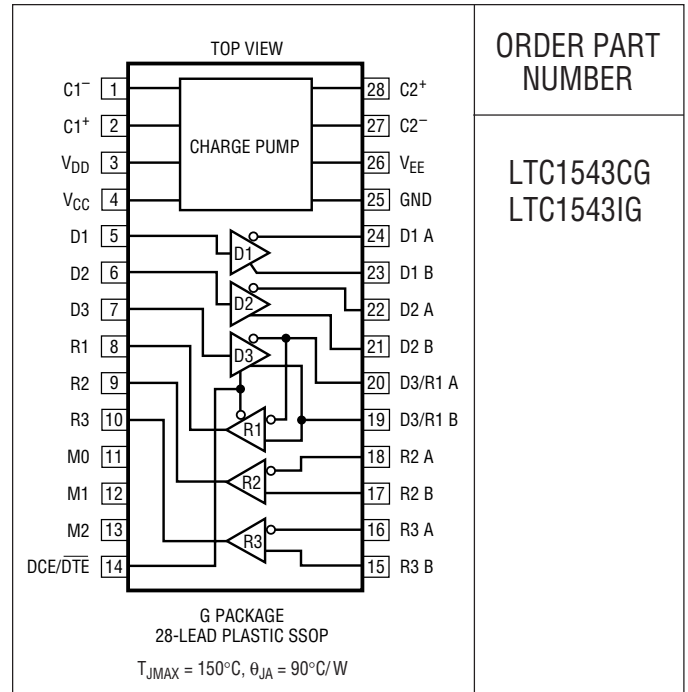 TOP VIEW
ORDER PART
NUMBER
LTC1543CG
LTC1543IG
C1⁻ 1
C1⁺ 2
V_DD 3
V_CC 4
D1 5
D2 6
D3 7
R1 8
R2 9
R3 10
M0 11
M1 12
M2 13
DCE/D̅T̅E̅ 14
CHARGE PUMP
D1
D2
D3
R1
R2
R3
28 C2⁺
27 C2⁻
26 V_EE
25 GND
24 D1 A
23 D1 B
22 D2 A
21 D2 B
20 D3/R1 A
19 D3/R1 B
18 R2 A
17 R2 B
16 R3 A
15 R3 B
G PACKAGE
28-LEAD PLASTIC SSOP
T_JMAX = 150°C, θ_JA = 90°C/W